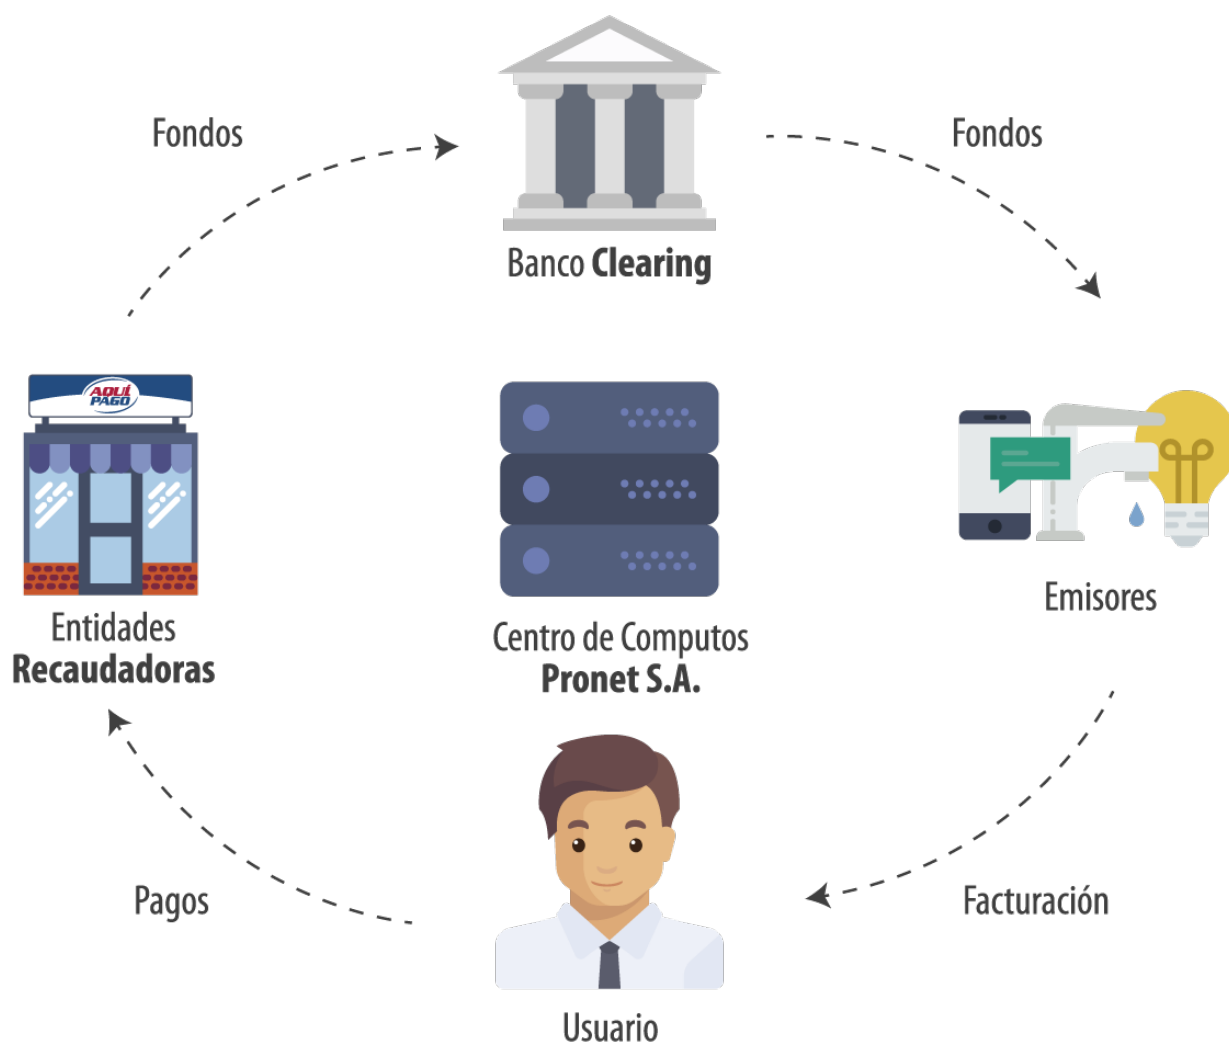 Fondos
Fondos
Banco Clearing
AQUÍ
PAGO
Entidades
Recaudadoras
Centro de Computos
Pronet S.A.
Emisores
Pagos
Facturación
Usuario